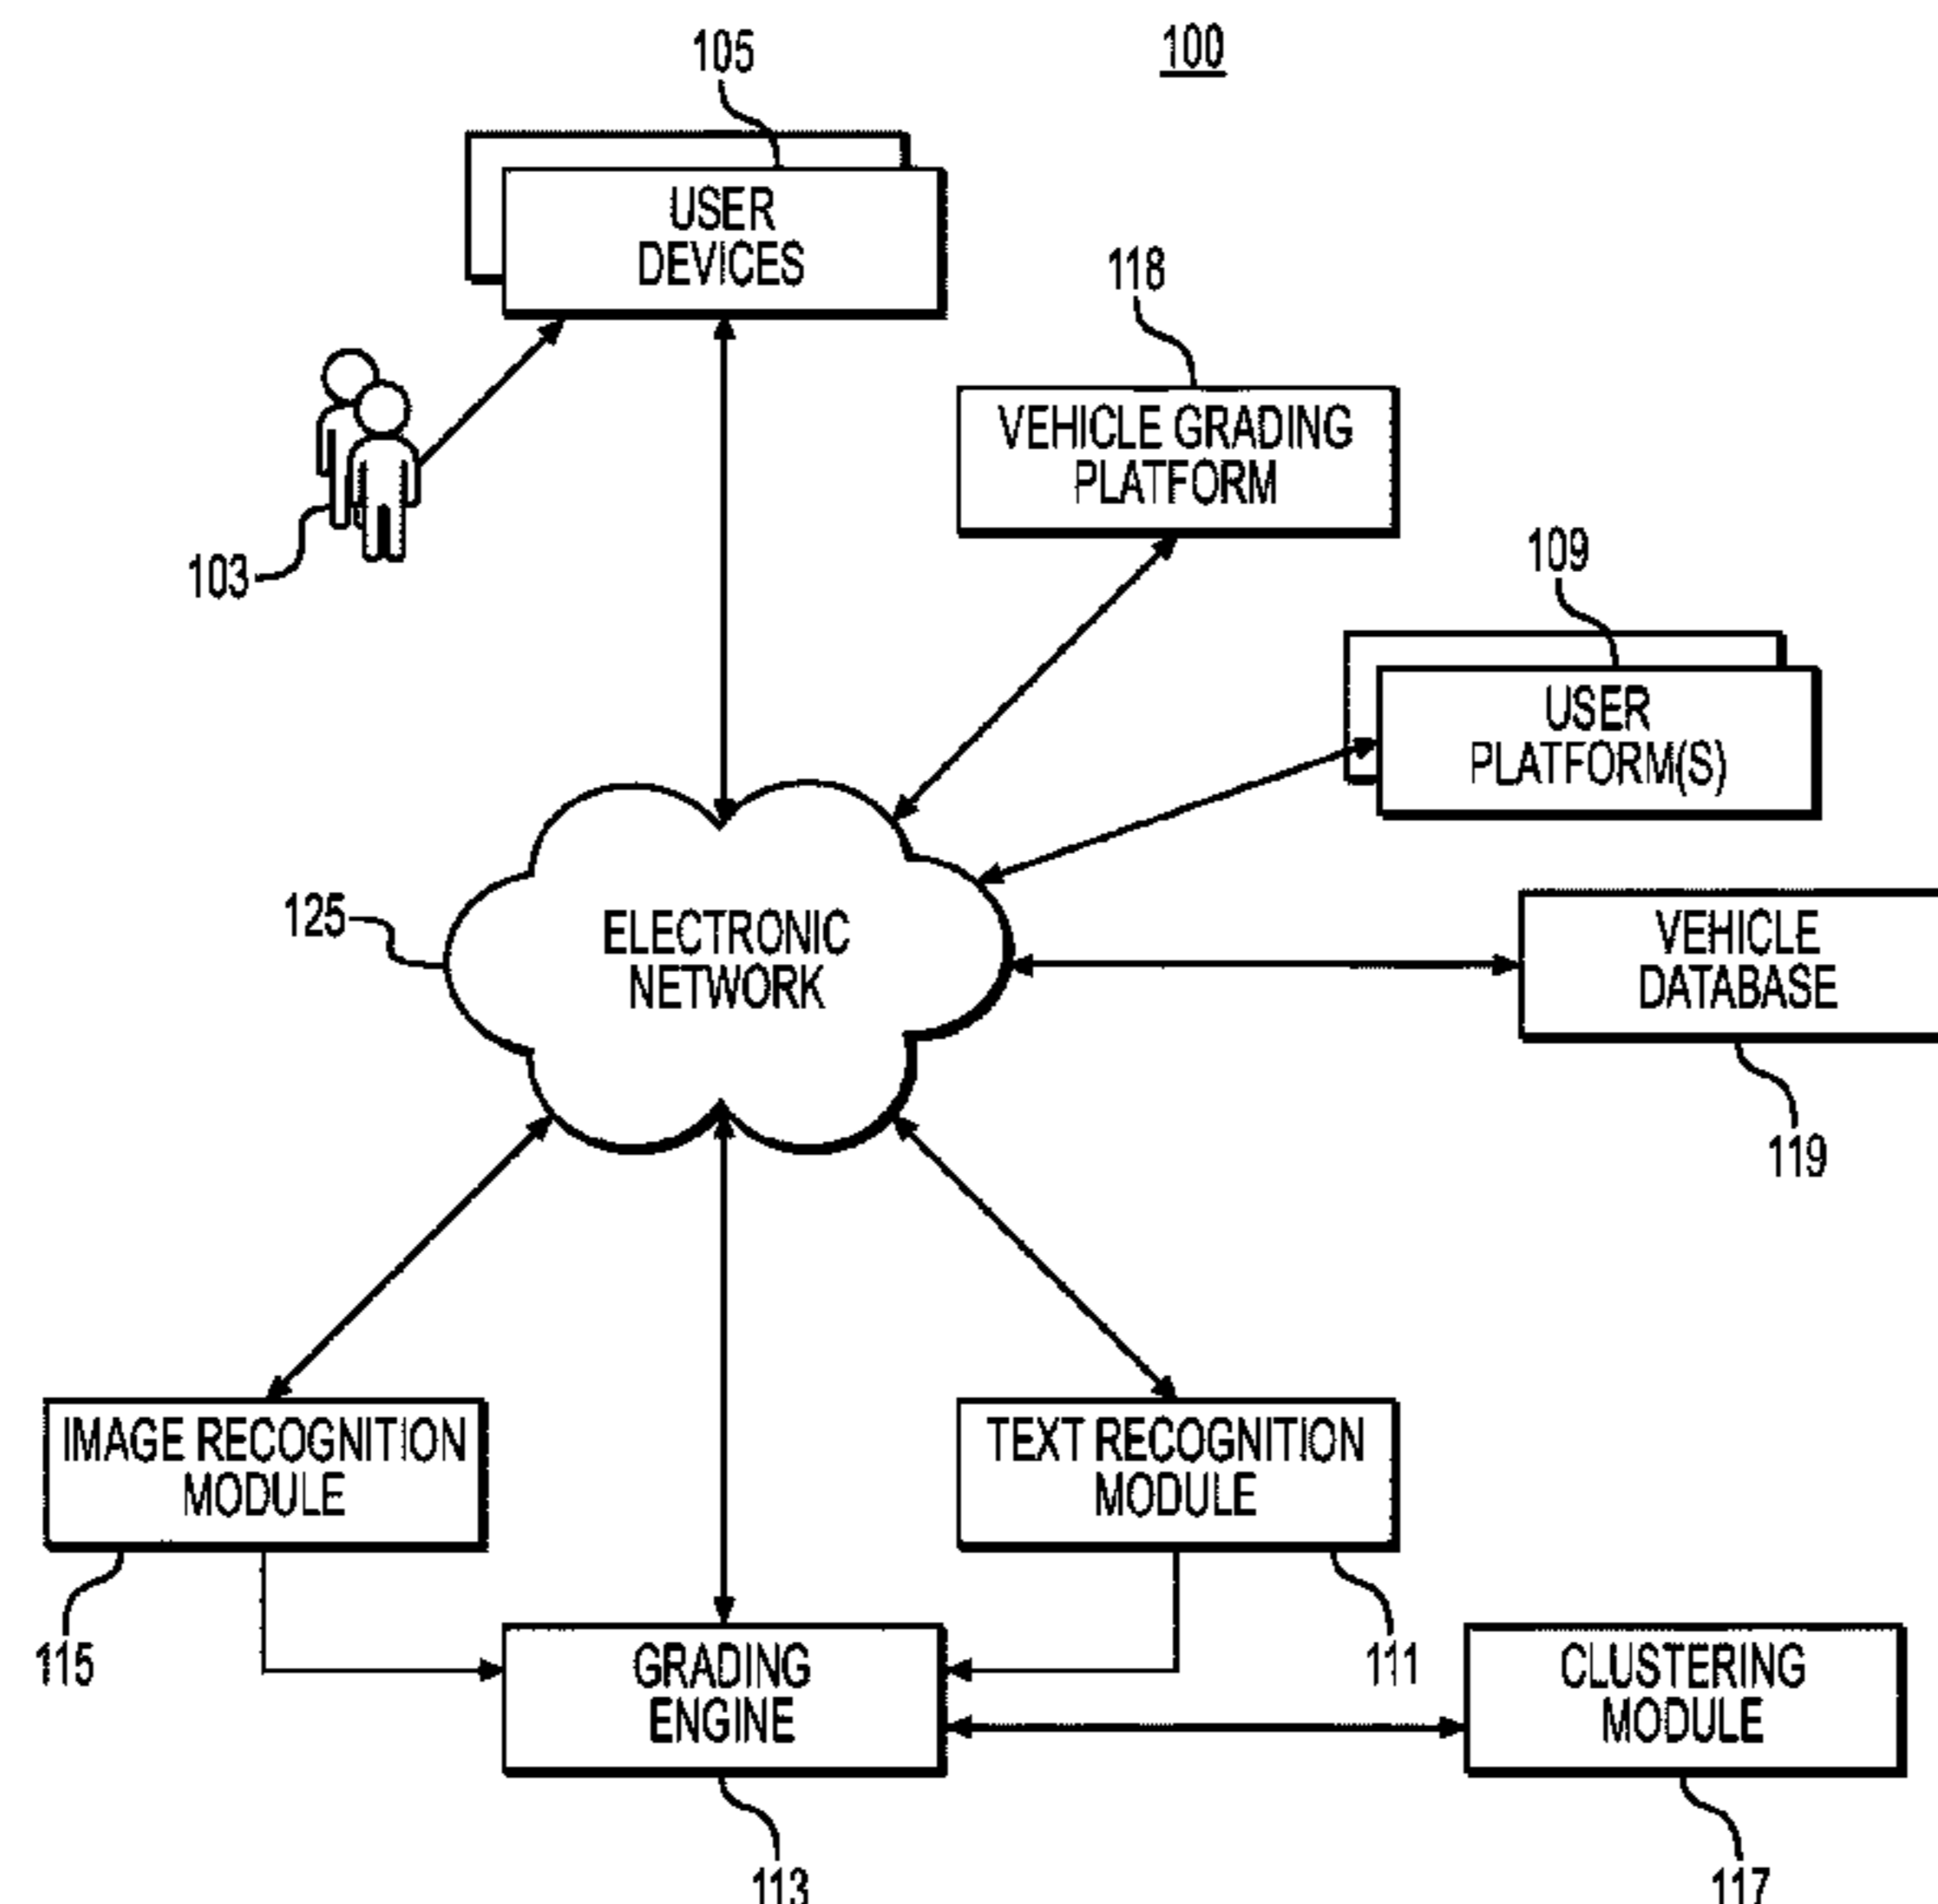 105
100
USER
DEVICES
118
VEHICLE GRADING
PLATFORM
103
109
USER
PLATFORM(S)
125
ELECTRONIC
NETWORK
VEHICLE
DATABASE
119
IMAGE RECOGNITION
MODULE
TEXT RECOGNITION
MODULE
115
GRADING
ENGINE
111
CLUSTERING
MODULE
113
117